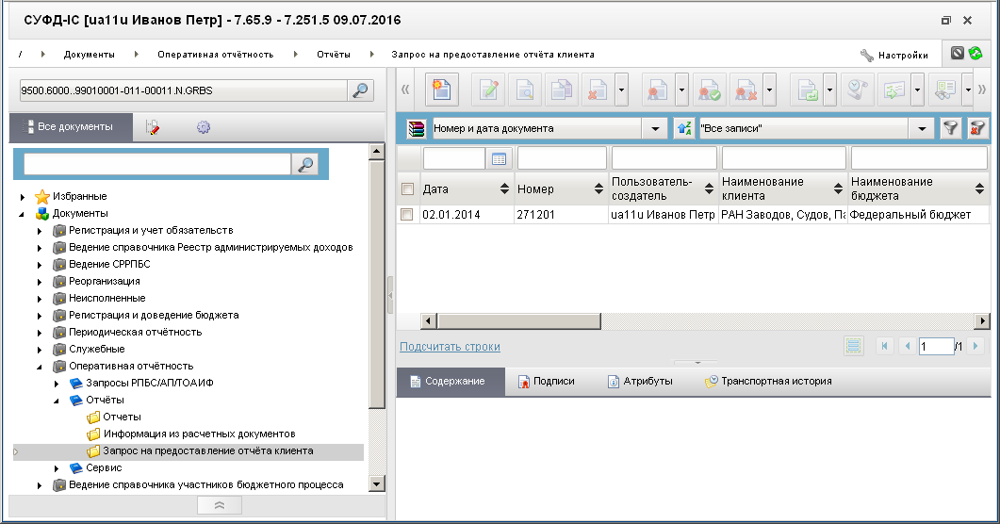 СУФД-IC [ua11u Иванов Петр] - 7.65.9 - 7.251.5 09.07.2016
/ Документы Оперативная отчётность Отчёты Запрос на предоставление отчёта клиента
Настройки
9500.6000..99010001-011-00011.N.GRBS
Все документы
Номер и дата документа
"Все записи"
Дата
Номер
Пользователь-
создатель
Наименование
клиента
Наименование
бюджета
02.01.2014 271201 ua11u Иванов Петр РАН Заводов, Судов, Па Федеральный бюджет
Избранные
Документы
Регистрация и учет обязательств
Ведение справочника Реестр администрируемых доходов
Ведение СРРПБС
Реорганизация
Неисполненные
Регистрация и доведение бюджета
Периодическая отчётность
Служебные
Оперативная отчётность
Запросы РПБС/АП/ТОАИФ
Отчёты
Отчеты
Информация из расчетных документов
Запрос на предоставление отчёта клиента
Сервис
Ведение справочника участников бюджетного процесса
Подсчитать строки
1 /1
Содержание
Подписи
Атрибуты
Транспортная история